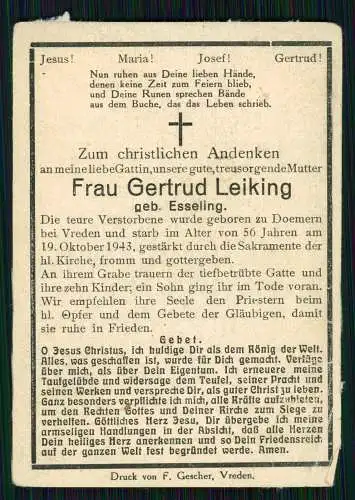 Jesus! Maria! Josef! Gertrud!
Nun ruhen aus Deine lieben Hände,
denen keine Zeit zum Feiern blieb,
und Deine Runen sprechen Bände
aus dem Buche, das das Leben schrieb.
Zum christlichen Andenken
an meine liebe Gattin, unsere gute, treusorgende Mutter
Frau Gertrud Leiking
geb. Esseling.
Die teure Verstorbene wurde geboren zu Doemern
bei Vreden und starb im Alter von 56 Jahren am
19. Oktober 1943, gestärkt durch die Sakramente der
hl. Kirche, fromm und gottergeben.
An ihrem Grabe trauern der tiefbetrübte Gatte und
ihre zehn Kinder; ein Sohn ging ihr im Tode voran.
Wir empfehlen ihre Seele den Priestern beim
hl. Opfer und dem Gebete der Gläubigen, damit
sie ruhe in Frieden.
Gebet.
O Jesus Christus, ich huldige Dir als dem König der Welt.
Alles, was geschaffen ist, wurde für Dich gemacht. Verfüge
über mich, als über Dein Eigentum. Ich erneuere meine
Taufgelübde und widersage dem Teufel, seiner Pracht und
seinen Werken und verspreche Dir, als guter Christ zu leben.
Ganz besonders verpflichte ich mich, alle Kräfte aufzubieten,
um den Rechten Gottes und Deiner Kirche zum Siege zu
verhelfen. Göttliches Herz Jesu, Dir übergebe ich meine
armseligen Handlungen in der Absicht, daß alle Herzen
Dein heiliges Herz anerkennen und so Dein Friedensreich
auf der ganzen Welt fest begründet werde. Amen.
Druck von F. Gescher, Vreden.